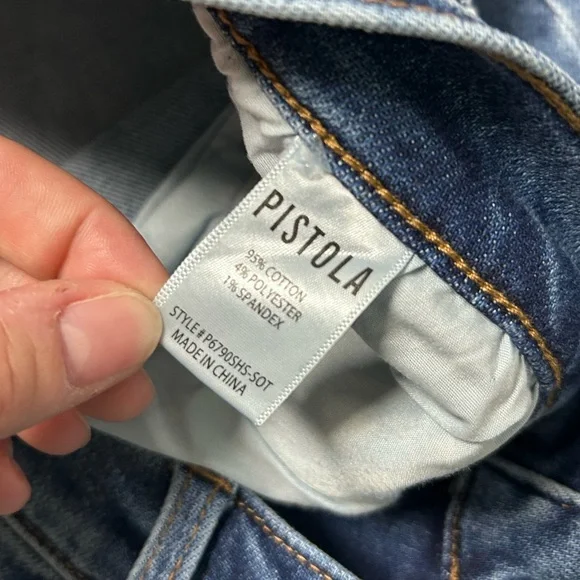 PISTOLA
95% COTTON
4% POLYESTER
1% SPANDEX
STYLE# P6790SHS-SOT
MADE IN CHINA